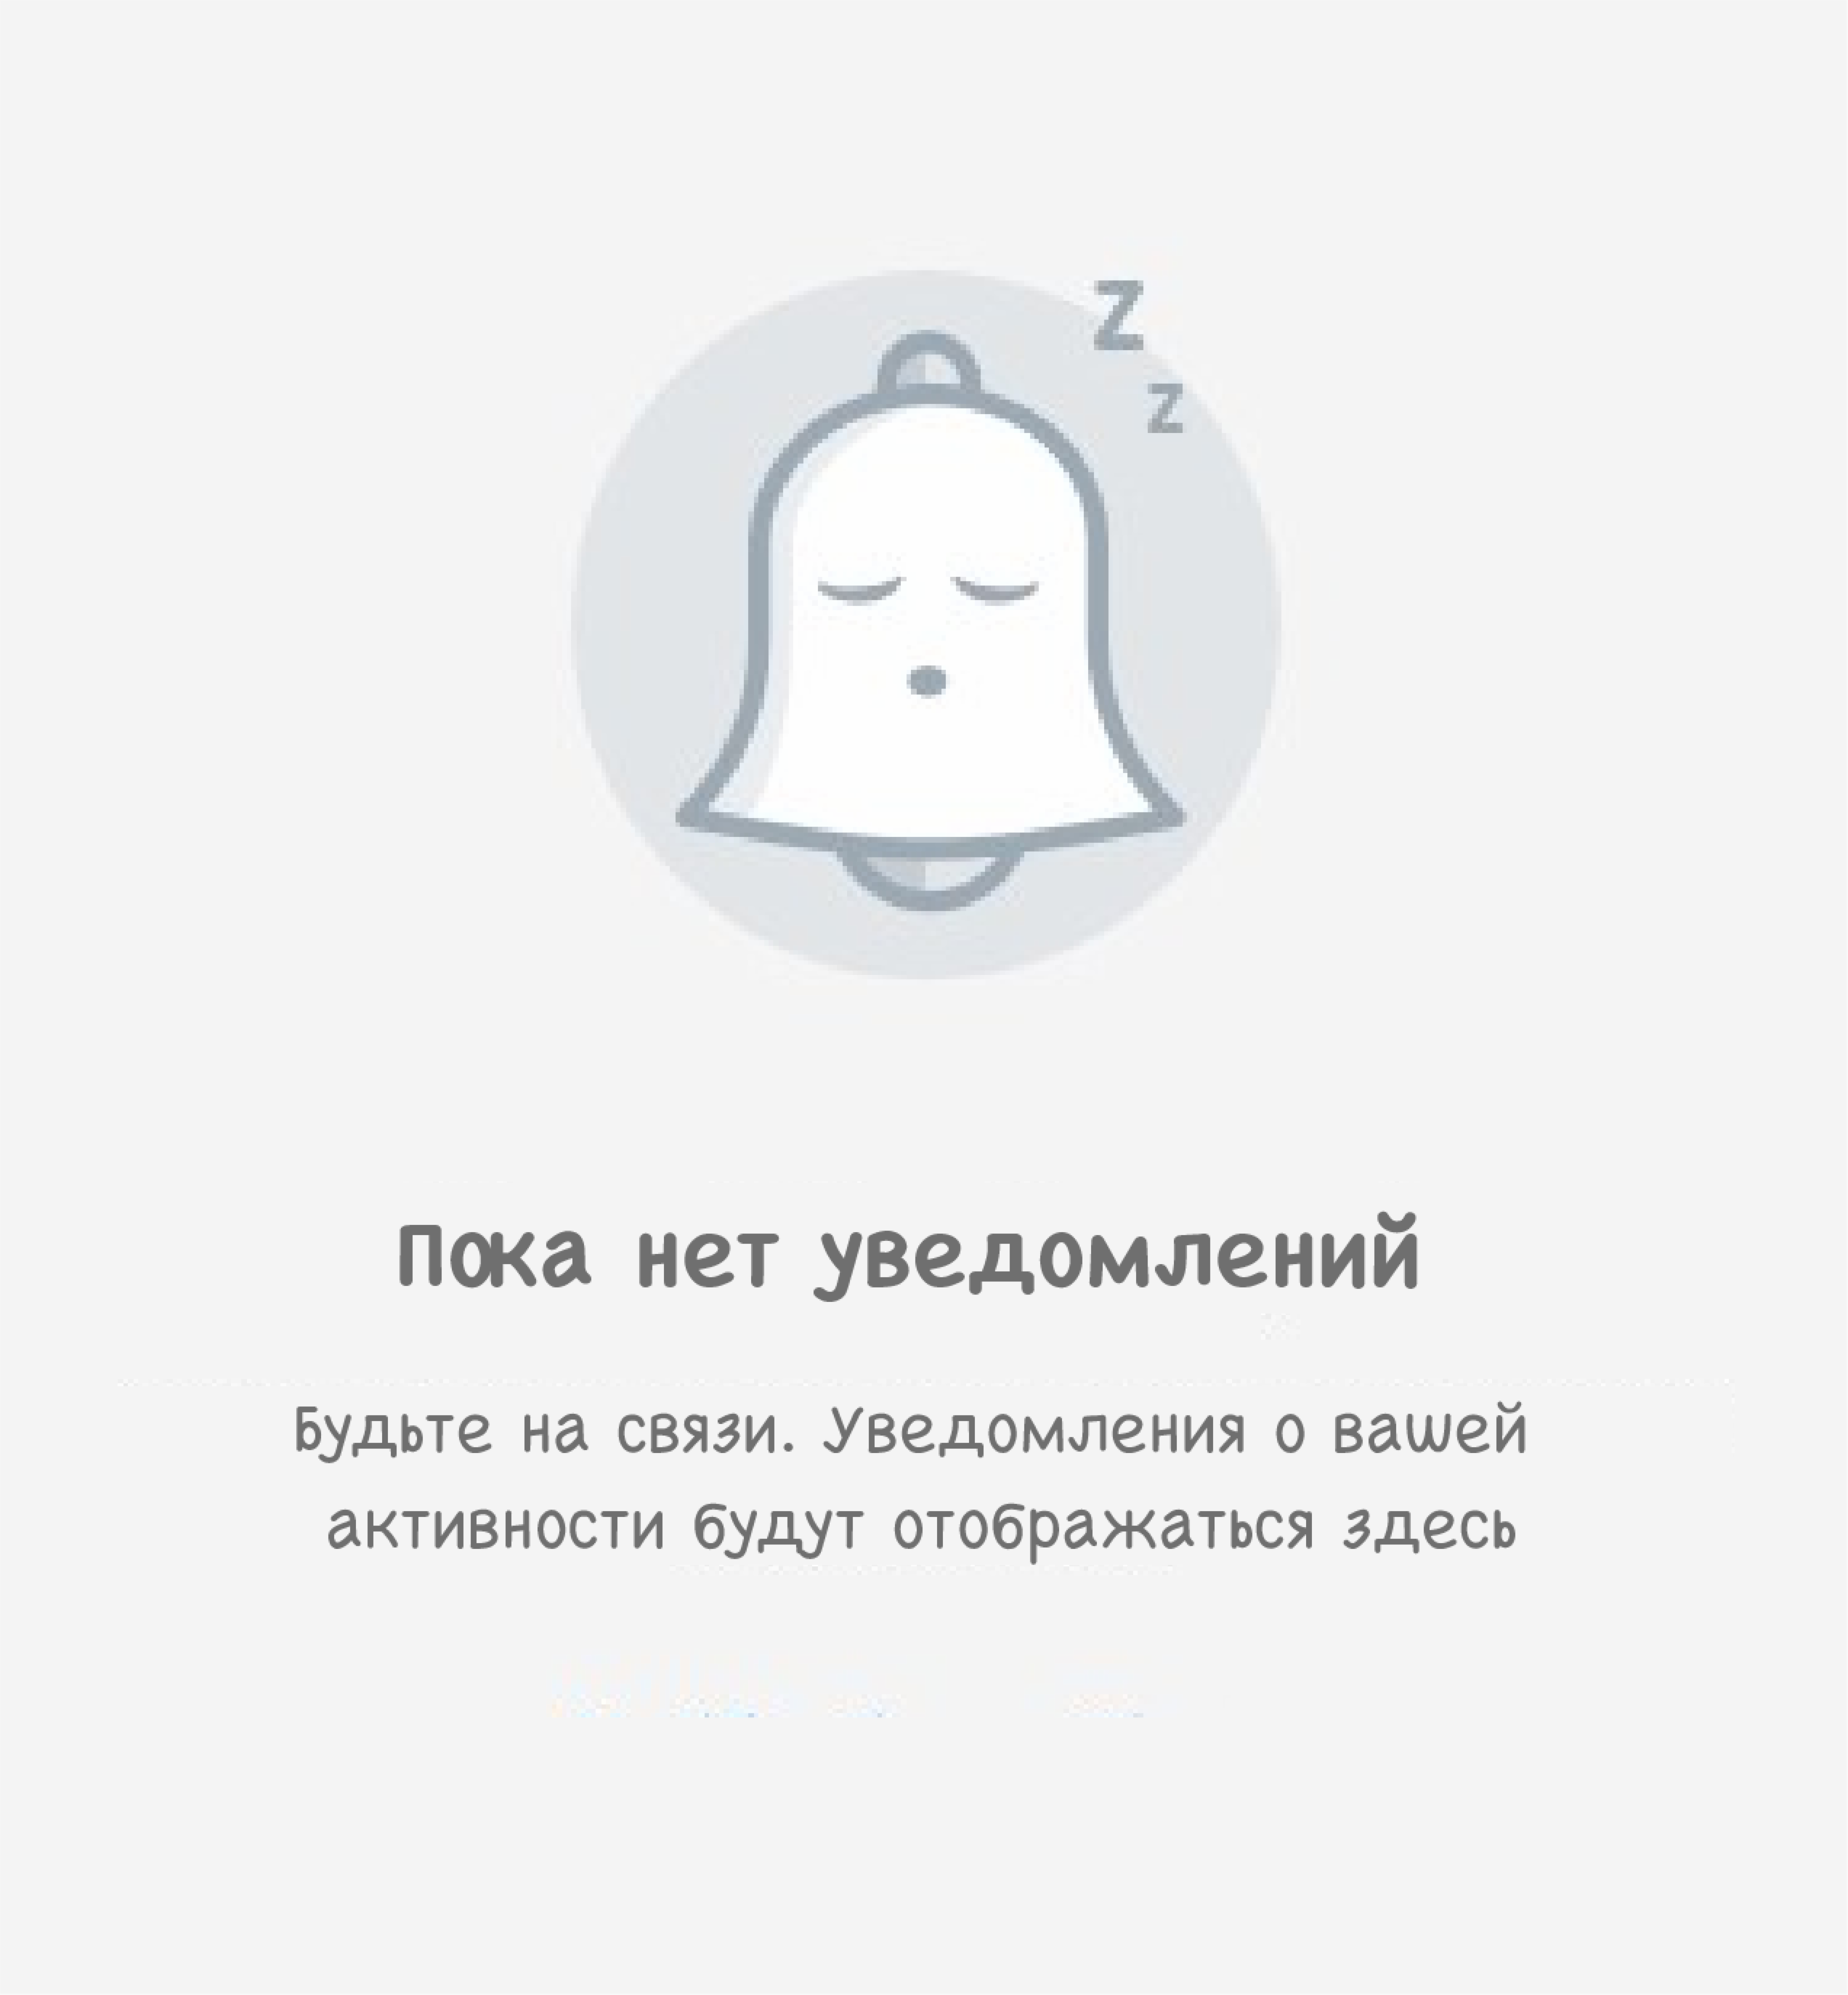 Z
z
Пока нет уведомлений
Будьте на связи. Уведомления о вашей
активности будут отображаться здесь